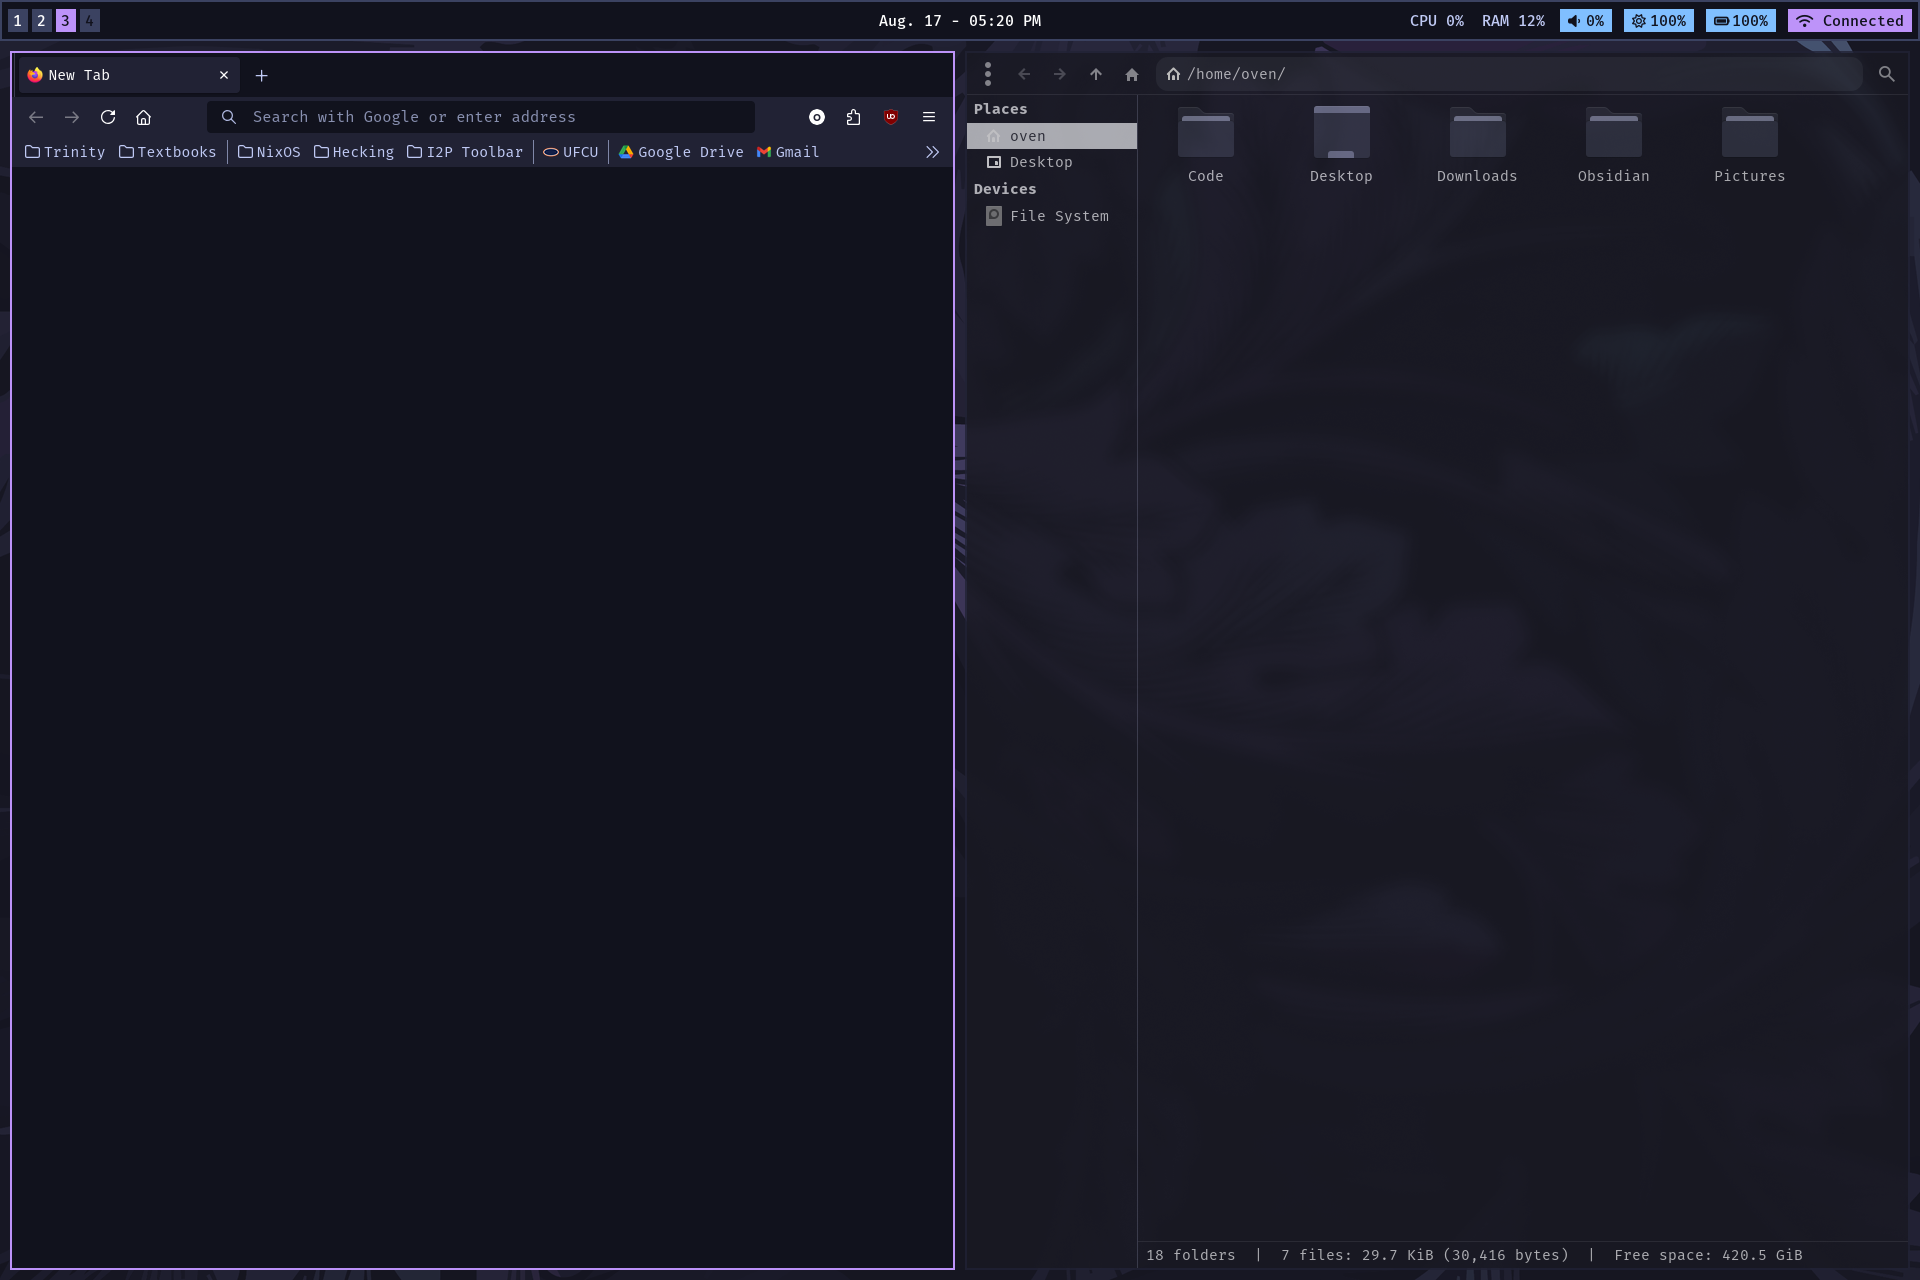 1 2 3 4 Aug. 17 - 05:20 PM CPU 0% RAM 12% 0% 100% 100% Connected
New Tab
Search with Google or enter address
Trinity Textbooks NixOS Hecking I2P Toolbar UFCU Google Drive Gmail
/home/oven/
Places
oven
Desktop
Devices
File System
Code Desktop Downloads Obsidian Pictures
18 folders | 7 files: 29.7 KiB (30,416 bytes) | Free space: 420.5 GiB